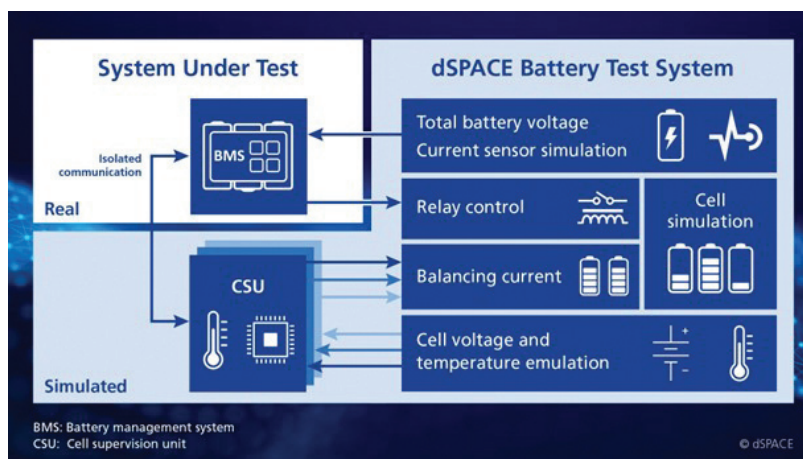 System Under Test
dSPACE Battery Test System
BMS
Isolated
communication
Real
Total battery voltage
Current sensor simulation
Relay control
Cell
simulation
Balancing current
CSU
Cell voltage and
temperature emulation
+
-
Simulated
BMS: Battery management system
CSU: Cell supervision unit
© dSPACE